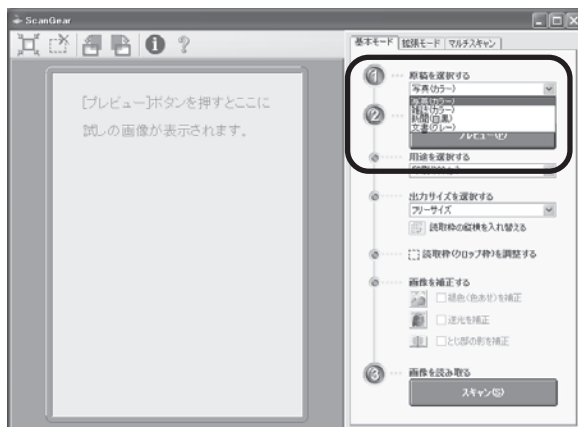 ScanGear
基本モード 拡張モード マルチスキャン
[プレビュー]ボタンを押すとここに
試しの画像が表示されます。
① 原稿を選択する
写真(カラー)
写真(カラー)
雑誌(カラー)
新聞(白黒)
文書(グレー)
②
プレビュー(P)
用途を選択する
出力サイズを選択する
フリーサイズ
読取枠の縦横を入れ替える
読取枠(クロップ枠)を調整する
画像を補正する
褪色(色あせ)を補正
逆光を補正
とじ部の影を補正
③ 画像を読み取る
スキャン(S)